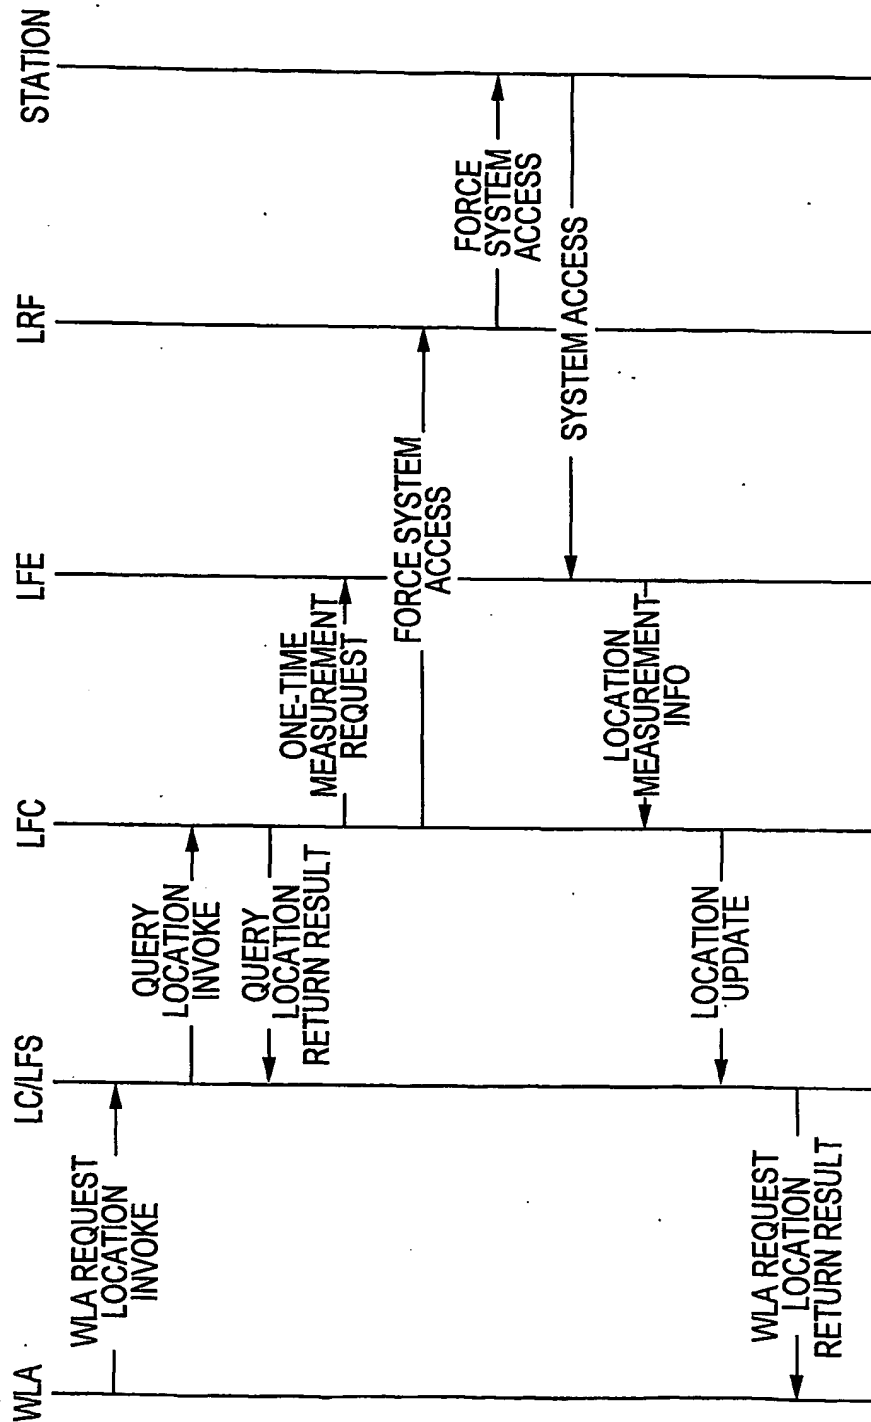 WLA
LC/LFS
LFC
LFE
LRF
STATION
WLA REQUEST
LOCATION
INVOKE
QUERY
LOCATION
INVOKE
QUERY
LOCATION
RETURN RESULT
ONE-TIME
MEASUREMENT
REQUEST
FORCE SYSTEM
ACCESS
FORCE
SYSTEM
ACCESS
SYSTEM ACCESS
LOCATION
MEASUREMENT
INFO
LOCATION
UPDATE
WLA REQUEST
LOCATION
RETURN RESULT